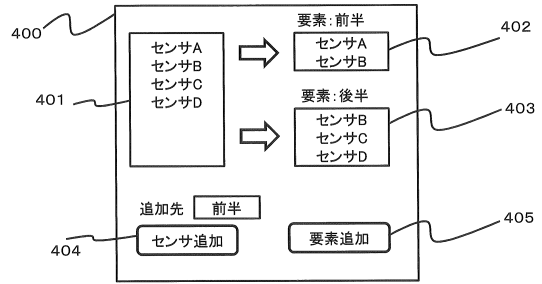 400
401
センサA
センサB
センサC
センサD
要素:前半
センサA
センサB
402
要素:後半
センサB
センサC
センサD
403
追加先 前半
センサ追加
404
要素追加
405